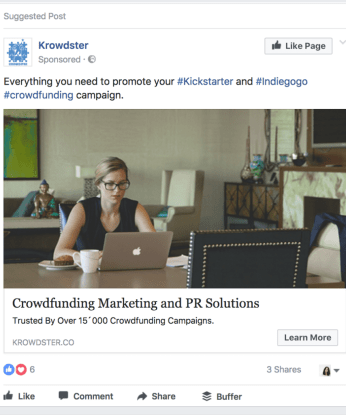 Suggested Post
Krowdster
Like Page
Sponsored ·
Everything you need to promote your #Kickstarter and #Indiegogo
#crowdfunding campaign.
Crowdfunding Marketing and PR Solutions
Trusted By Over 15´000 Crowdfunding Campaigns.
Learn More
KROWDSTER.CO
6
3 Shares
Like
Comment
Share
Buffer